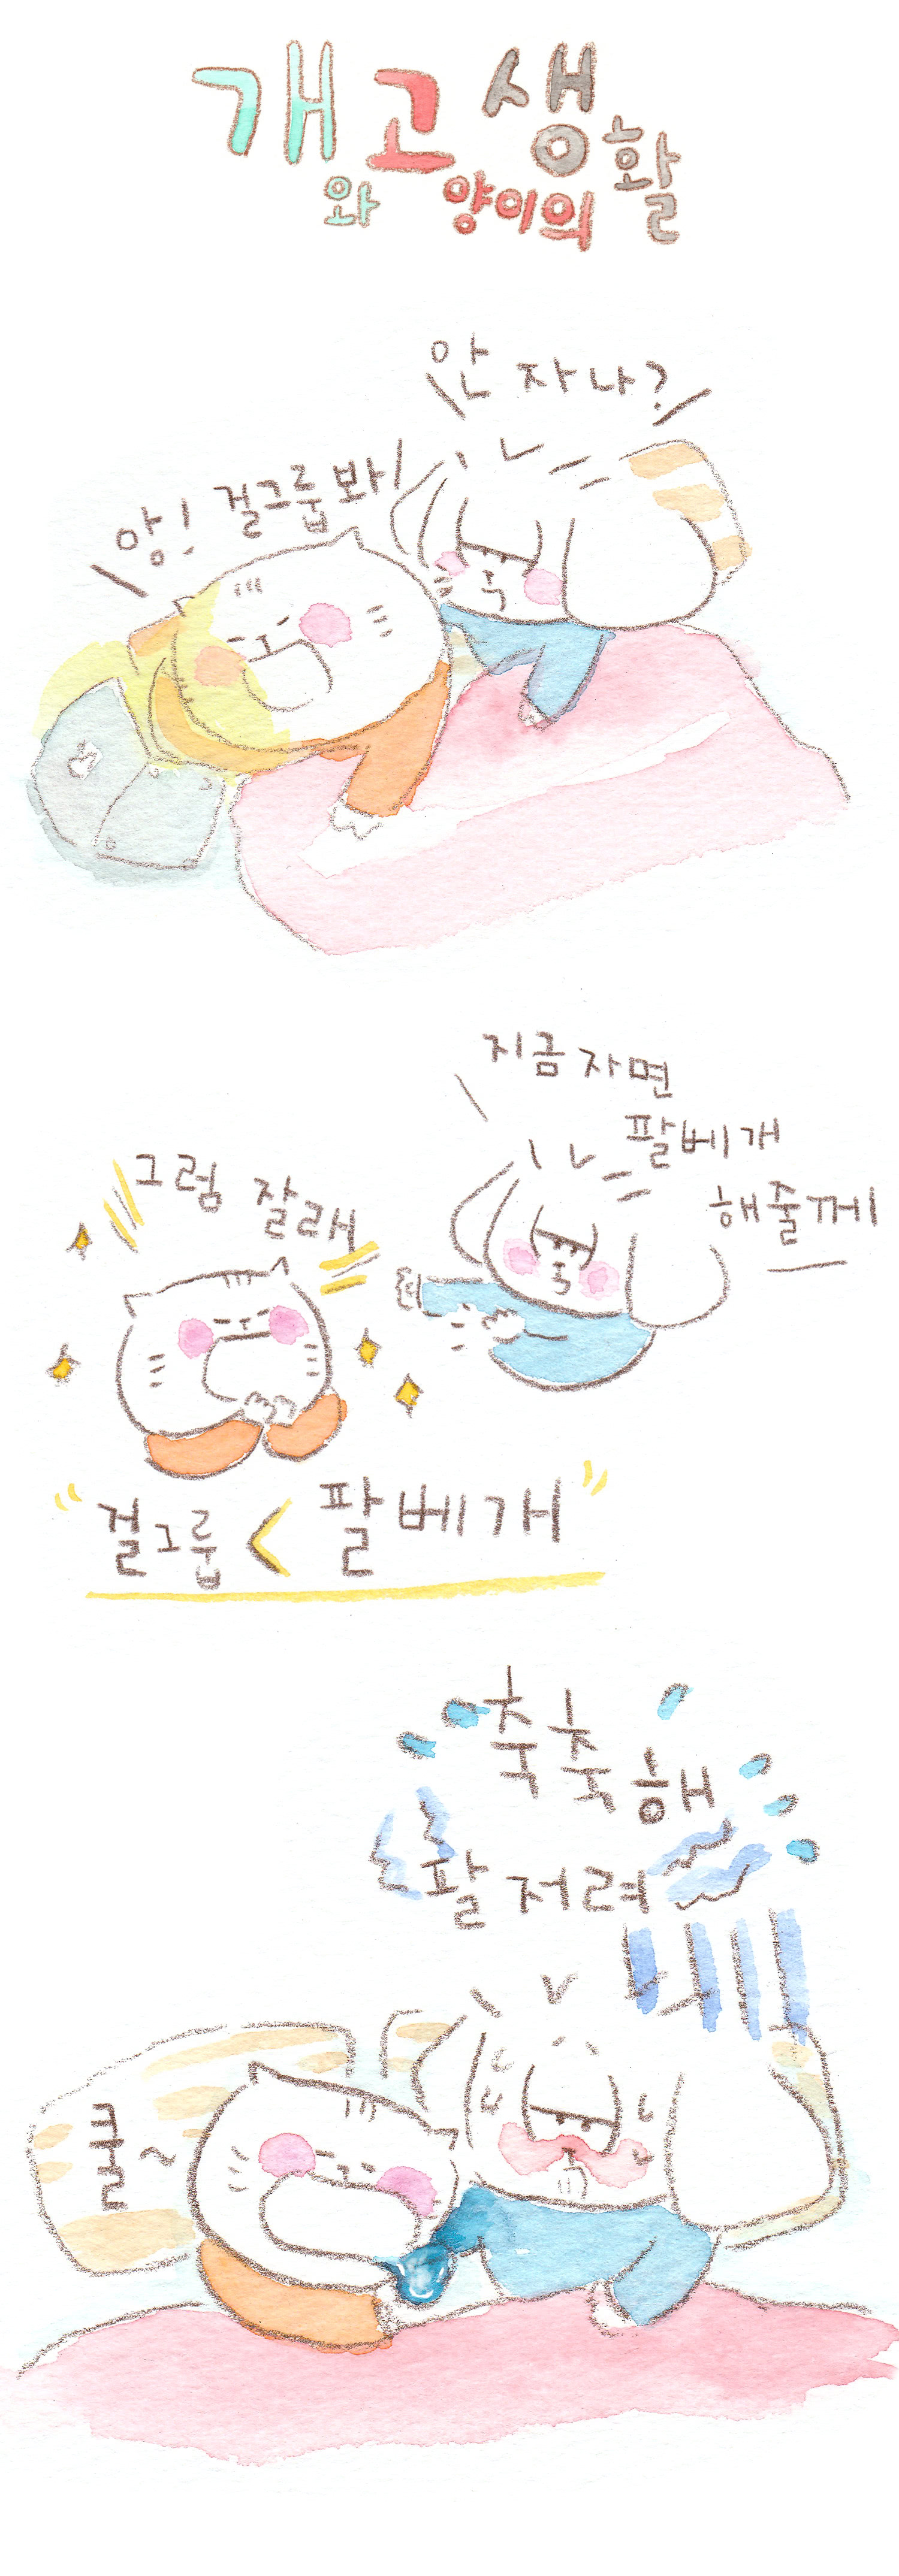 개와 고양이의 생활
안 자나?
앙! 걸그룹 봐!
지금 자면
팔베개
해줄께
그럼 잘래
걸그룹 < 팔베개
축축해
팔 저려
쿨~